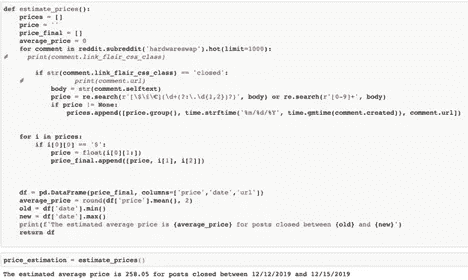 def estimate_prices():
    prices = []
    price = ''
    price_final = []
    average_price = 0
    for comment in reddit.subreddit('hardwareswap').hot(limit=1000):
#        print(comment.link_flair_css_class)
        if str(comment.link_flair_css_class) == 'closed':
#                print(comment.url)
            body = str(comment.selftext)
            price = re.search(r' body) or re.search(r'[0-9]+', body)
            if price != None:
                prices.append([price.group(), time.strftime('%m/%d/%Y', time.gmtime(comment.created)), comment.url])
    for i in prices:
        if i[0][0] == '$':
            price = float(i[0][1:])
            price_final.append([price, i[1], i[2]])
    df = pd.DataFrame(price_final, columns=['price','date','url'])
    average_price = round(df['price'].mean(), 2)
    old = df['date'].min()
    new = df['date'].max()
    print(f'The estimated average price is {average_price} for posts closed between {old} and {new}')
    return df
price_estimation = estimate_prices()
The estimated average price is 258.05 for posts closed between 12/12/2019 and 12/15/2019